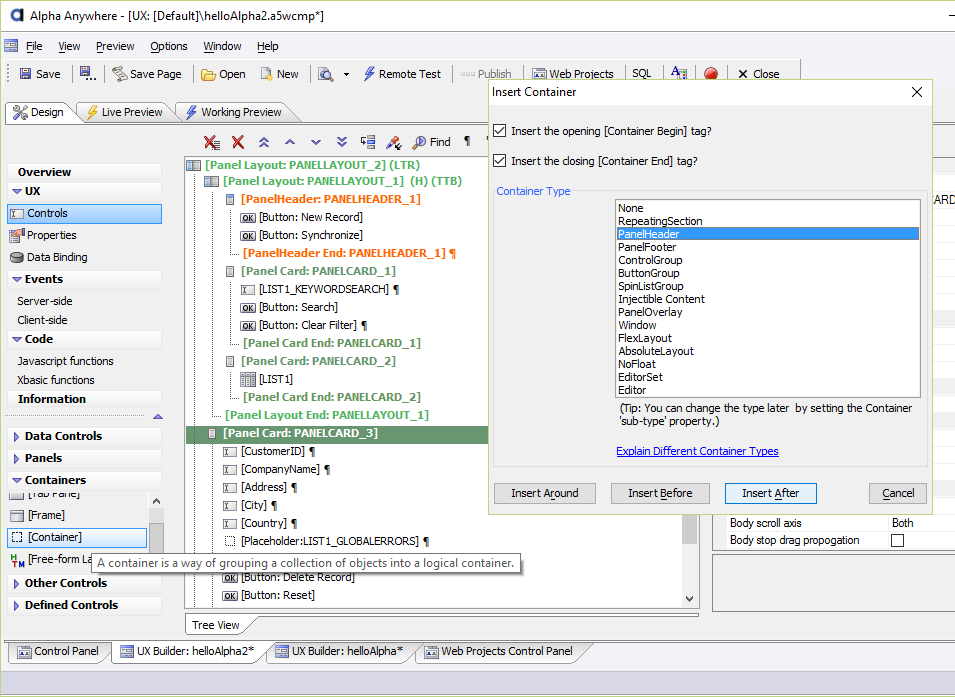 Alpha Anywhere - [UX: [Default]\helloAlpha2.a5wcmp*]
File View Preview Options Window Help
Save Save Page Open New Remote Test Publish Web Projects SQL Close
Design Live Preview Working Preview
Find ¶
Overview
UX
Controls
Properties
Data Binding
Events
Server-side
Client-side
Code
Javascript functions
Xbasic functions
Information
Data Controls
Panels
Containers
[Tab Pane]
[Frame]
[Container]
[Free-form La
Other Controls
Defined Controls
A container is a way of grouping a collection of objects into a logical container.
[Panel Layout: PANELLAYOUT_2] (LTR)
[Panel Layout: PANELLAYOUT_1] (H) (TTB)
[PanelHeader: PANELHEADER_1]
OK [Button: New Record]
OK [Button: Synchronize]
[PanelHeader End: PANELHEADER_1] ¶
[Panel Card: PANELCARD_1]
[LIST1_KEYWORDSEARCH] ¶
OK [Button: Search]
OK [Button: Clear Filter] ¶
[Panel Card End: PANELCARD_1]
[Panel Card: PANELCARD_2]
[LIST1]
[Panel Card End: PANELCARD_2]
[Panel Layout End: PANELLAYOUT_1]
[Panel Card: PANELCARD_3]
[CustomerID] ¶
[CompanyName] ¶
[Address] ¶
[City] ¶
[Country] ¶
[Placeholder:LIST1_GLOBALERRORS] ¶
OK [Button: Delete Record]
OK [Button: Reset]
Tree View
Insert Container
Insert the opening [Container Begin] tag?
Insert the closing [Container End] tag?
Container Type
None
RepeatingSection
PanelHeader
PanelFooter
ControlGroup
ButtonGroup
SpinListGroup
Injectible Content
PanelOverlay
Window
FlexLayout
AbsoluteLayout
NoFloat
EditorSet
Editor
(Tip: You can change the type later by setting the Container
'sub-type' property.)
Explain Different Container Types
Insert Around Insert Before Insert After Cancel
ARD
Body scroll axis Both
Body stop drag propogation
Control Panel UX Builder: helloAlpha2* UX Builder: helloAlpha* Web Projects Control Panel